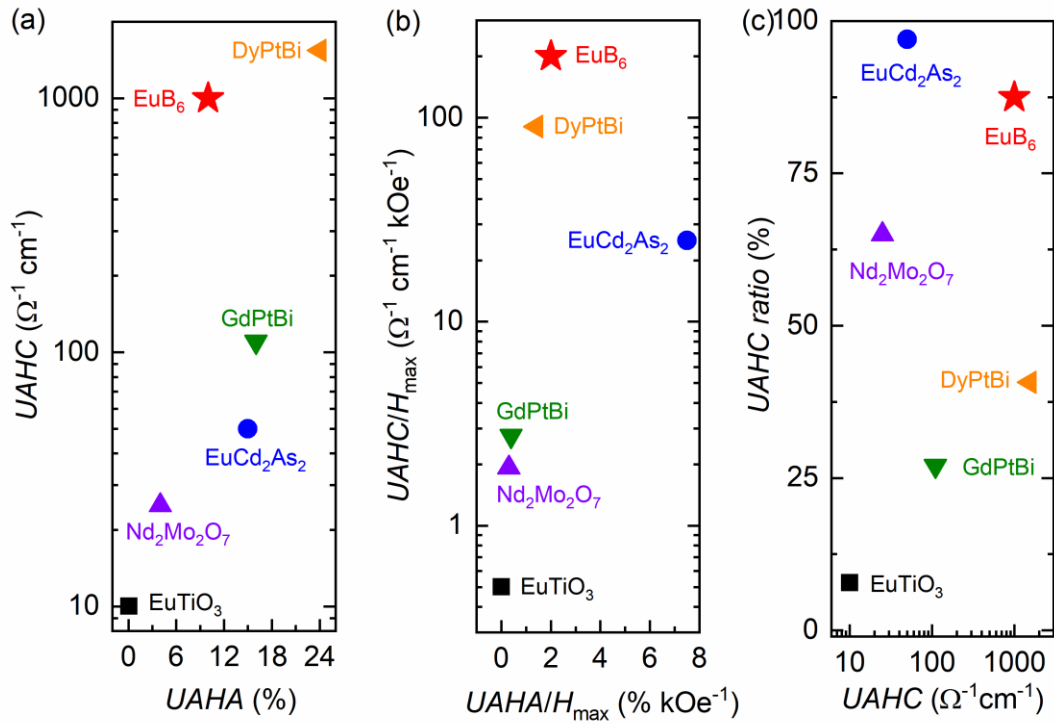 (a)
UAHC (Ω⁻¹ cm⁻¹)
1000
100
10
DyPtBi
EuB₆
GdPtBi
EuCd₂As₂
Nd₂Mo₂O₇
EuTiO₃
0 6 12 18 24
UAHA (%)
(b)
UAHC/Hmax (Ω⁻¹ cm⁻¹ kOe⁻¹)
100
10
1
EuB₆
DyPtBi
EuCd₂As₂
GdPtBi
Nd₂Mo₂O₇
EuTiO₃
0 2 4 6 8
UAHA/Hmax (% kOe⁻¹)
(c)
UAHC ratio (%)
100
75
50
25
0
EuCd₂As₂
EuB₆
Nd₂Mo₂O₇
DyPtBi
GdPtBi
EuTiO₃
10 100 1000
UAHC (Ω⁻¹cm⁻¹)